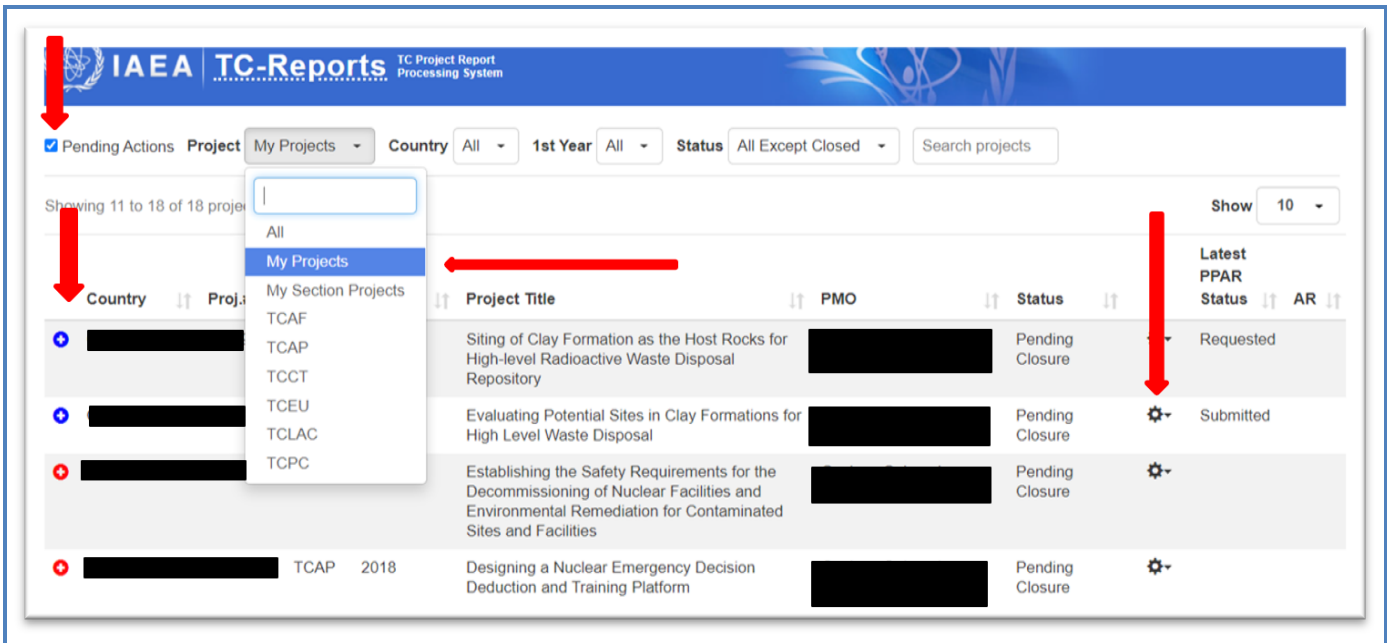 IAEA TC-Reports TC Project Report
Processing System
Pending Actions Project My Projects Country All 1st Year All Status All Except Closed Search projects
Showing 11 to 18 of 18 Show 10
All
My Projects
My Section Projects
TCAF
TCAP
TCCT
TCEU
TCLAC
TCPC
Latest
PPAR
Country Project Title PMO Status Status AR
Siting of Clay Formation as the Host Rocks for
High-level Radioactive Waste Disposal
Repository
Pending
Closure
Requested
Evaluating Potential Sites in Clay Formations for
High Level Waste Disposal
Pending
Closure
Submitted
Establishing the Safety Requirements for the
Decommissioning of Nuclear Facilities and
Environmental Remediation for Contaminated
Sites and Facilities
Pending
Closure
TCAP 2018
Designing a Nuclear Emergency Decision
Deduction and Training Platform
Pending
Closure